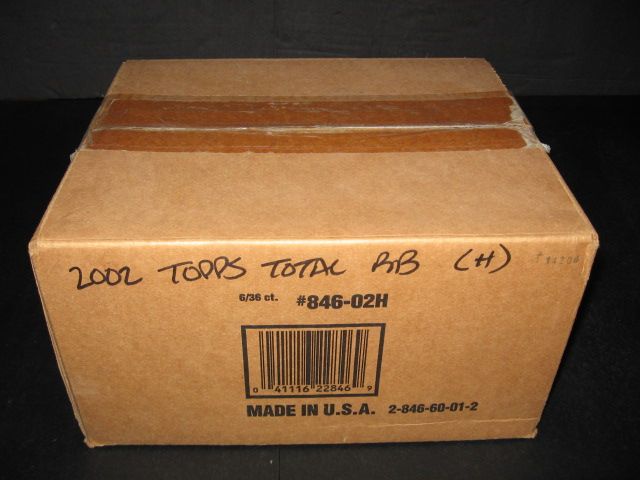 2002 TOPPS TOTAL BB (H)
6/36 ct. #846-02H
0 41116 22846 9
MADE IN U.S.A. 2-846-60-01-2